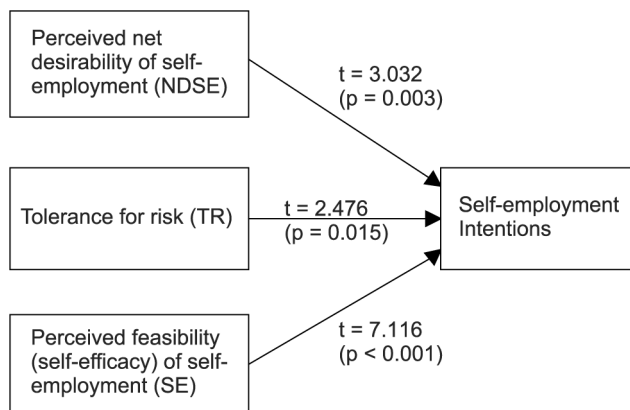 Perceived net
desirability of self-
employment (NDSE)
t = 3.032
(p = 0.003)
Tolerance for risk (TR)
t = 2.476
(p = 0.015)
Self-employment
Intentions
Perceived feasibility
(self-efficacy) of self-
employment (SE)
t = 7.116
(p < 0.001)